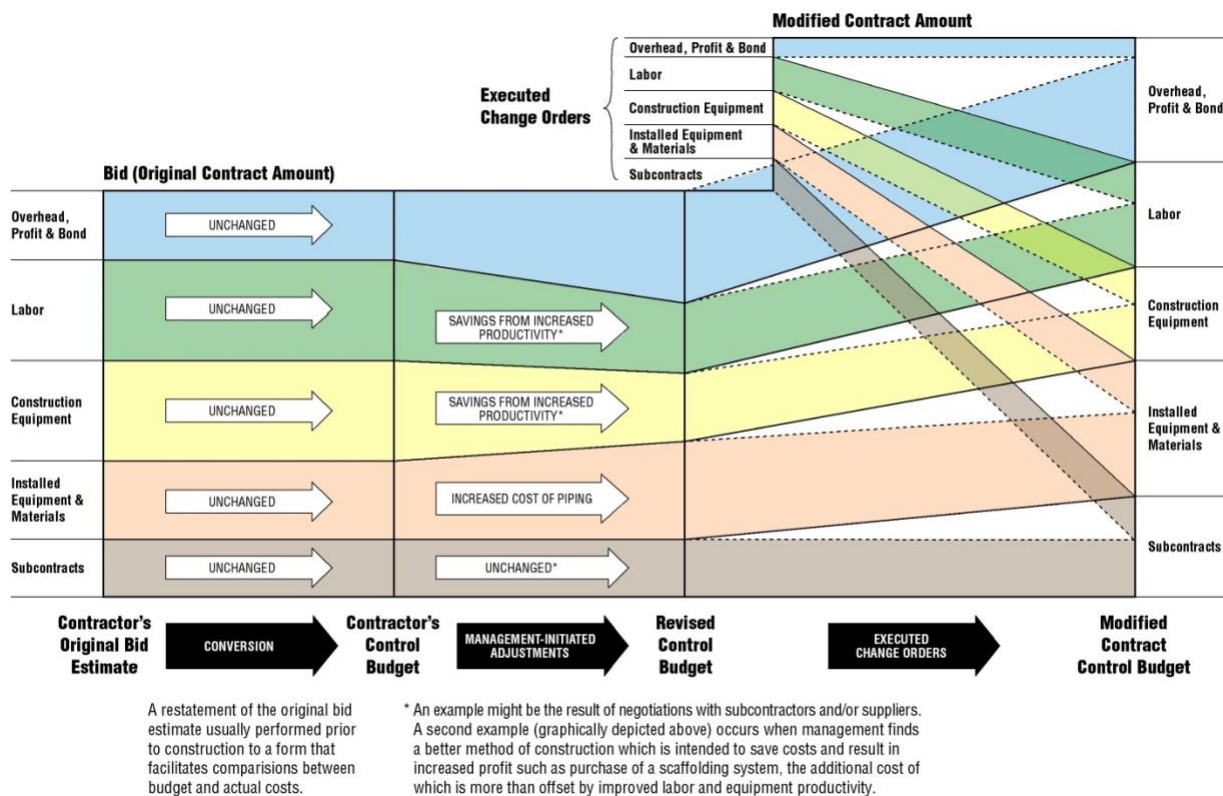 Modified Contract Amount
Executed
Change Orders
Overhead, Profit & Bond
Labor
Construction Equipment
Installed Equipment
& Materials
Subcontracts
Bid (Original Contract Amount)
Overhead,
Profit & Bond
Labor
Construction
Equipment
Installed
Equipment &
Materials
Subcontracts
UNCHANGED
UNCHANGED
UNCHANGED
UNCHANGED
UNCHANGED
SAVINGS FROM INCREASED
PRODUCTIVITY*
SAVINGS FROM INCREASED
PRODUCTIVITY*
INCREASED COST OF PIPING
UNCHANGED*
Overhead,
Profit & Bond
Labor
Construction
Equipment
Installed
Equipment &
Materials
Subcontracts
Contractor's
Original Bid
Estimate
CONVERSION
Contractor's
Control
Budget
MANAGEMENT-INITIATED
ADJUSTMENTS
Revised
Control
Budget
EXECUTED
CHANGE ORDERS
Modified
Contract
Control Budget
A restatement of the original bid
estimate usually performed prior
to construction to a form that
facilitates comparisions between
budget and actual costs.
* An example might be the result of negotiations with subcontractors and/or suppliers.
A second example (graphically depicted above) occurs when management finds
a better method of construction which is intended to save costs and result in
increased profit such as purchase of a scaffolding system, the additional cost of
which is more than offset by improved labor and equipment productivity.